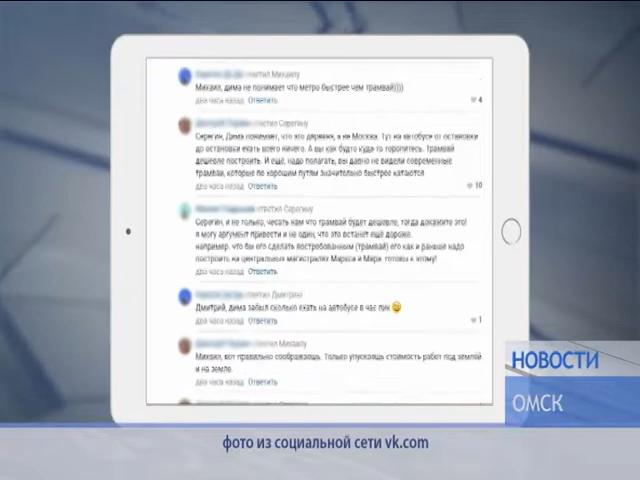 ответил Михаилу
Михаил, дима не понимает что метро быстрее чем трамвай))))
два часа назад Ответить
4
ответил Серегину
Серегин, Дима понимает, что это деревня, а не Москва. Тут на автобусе от остановки
до остановки ехать всего ничего. А вы как будто куда-то торопитесь. Трамвай
дешевле построить. И ещё, надо полагать, вы давно не видели современные
трамваи, которые по хорошим путям значительно быстрее катаются
два часа назад Ответить
10
ответил Серегину
Серегин, и не только, чесать нам что трамвай будет дешевле, тогда докажите это!
я могу аргумент привести и не один, что это встанет ещё дороже.
например. что бы его сделать востребованным (трамвай) его как и раньше надо
построить на центральных магистралях Маркса и Мира. готовы к этому!
два часа назад Ответить
ответил Дмитрию
Дмитрий, дима забыл сколько ехать на автобусе в час пик
два часа назад Ответить
1
ответил Михаилу
Михаил, вот правильно соображаешь. Только упускаешь стоимость работ под землей
и на земле.
два часа назад Ответить
НОВОСТИ
ОМСК
фото из социальной сети vk.com